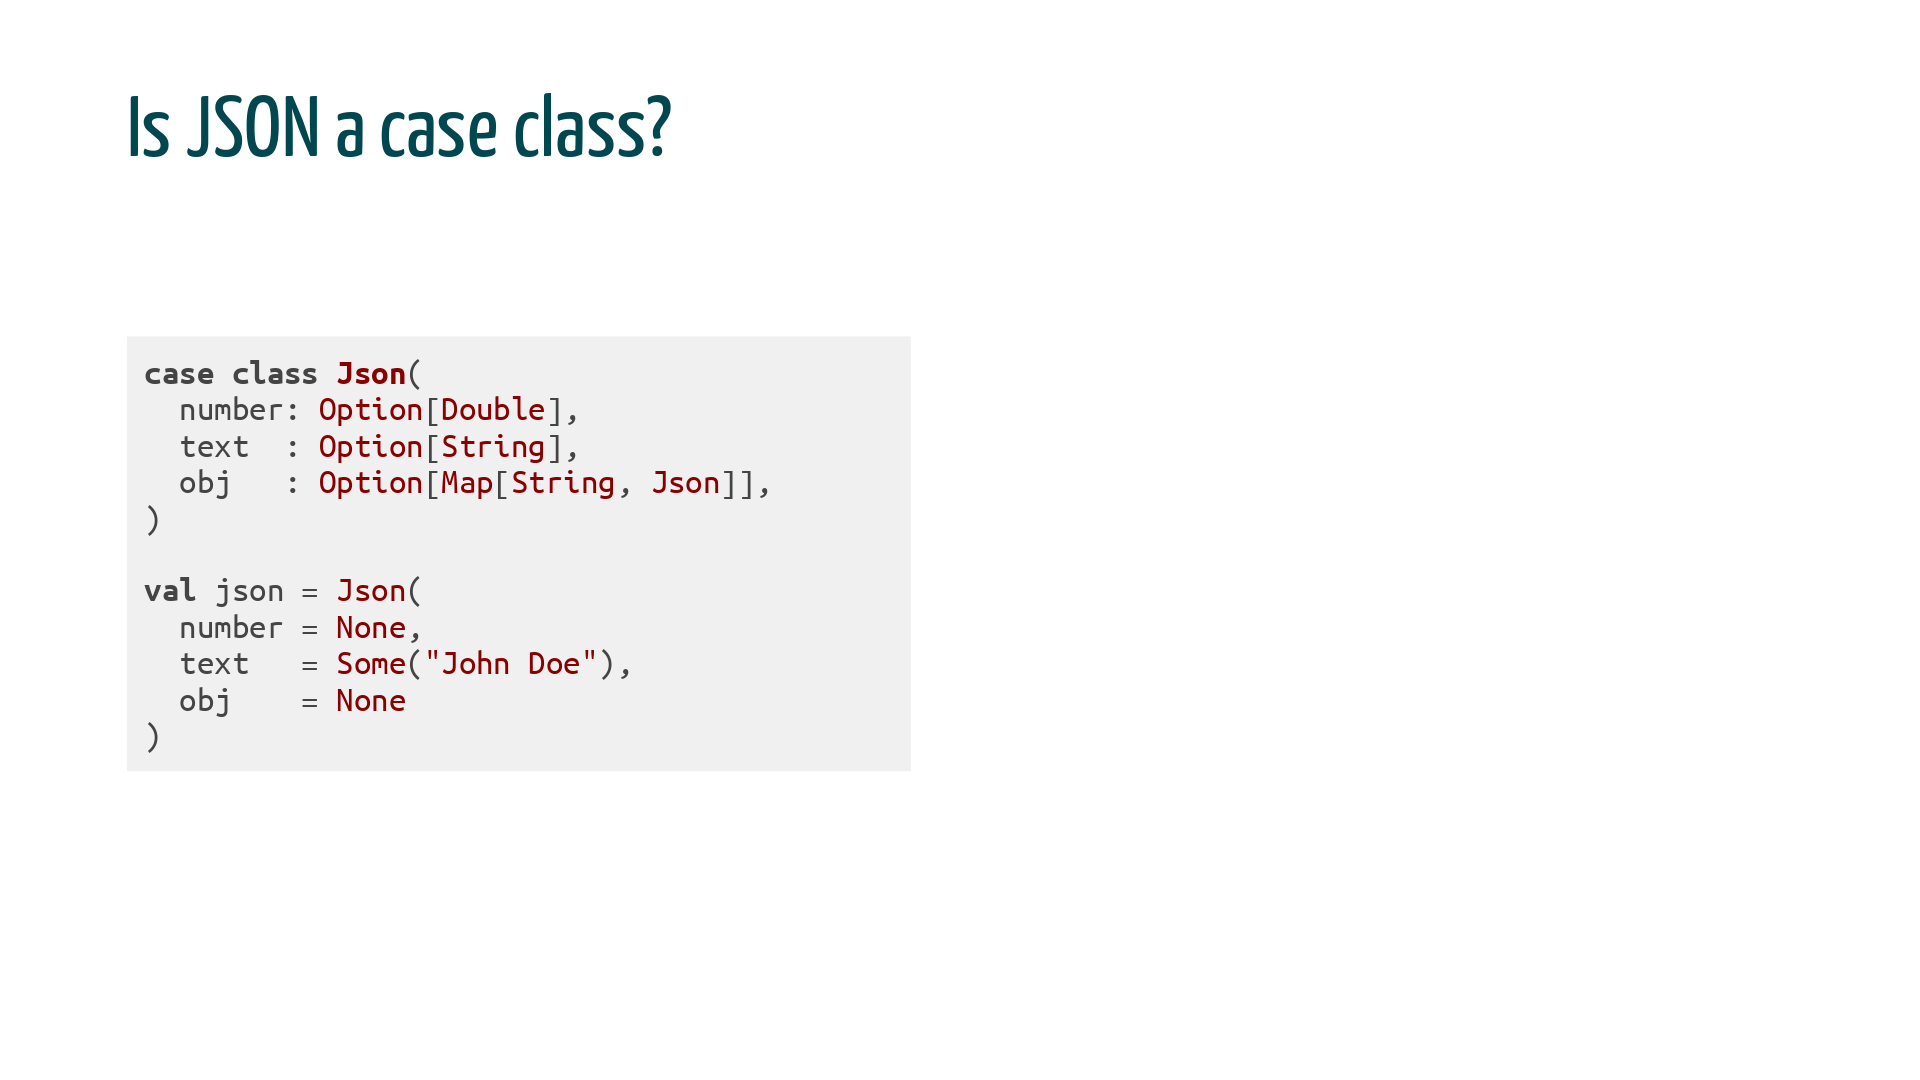 Is JSON a case class?
case class Json(
  number: Option[Double],
  text  : Option[String],
  obj   : Option[Map[String, Json]],
)

val json = Json(
  number = None,
  text   = Some("John Doe"),
  obj    = None
)